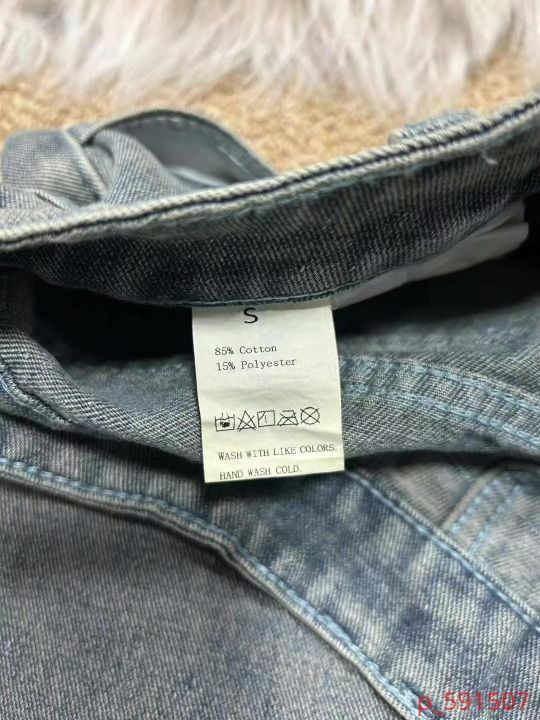 S
85% Cotton
15% Polyester
WASH WITH LIKE COLORS.
HAND WASH COLD.
p_591507